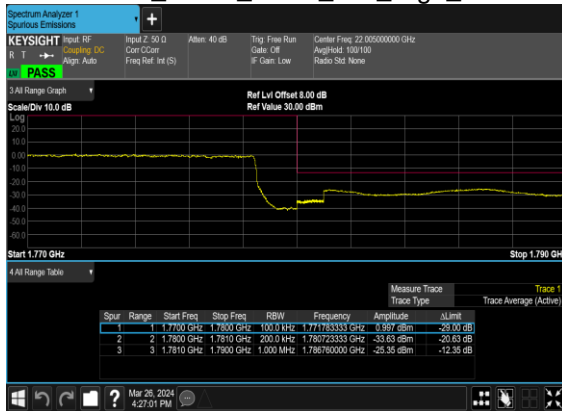 Spectrum Analyzer 1
Spurious Emissions
+
KEYSIGHT Input: RF Input Z: 50 Ω Atten: 40 dB Trig: Free Run Center Freq: 22.005000000 GHz
R T Coupling: DC Corr CCorr Gate: Off Avg|Hold: 100/100
Align: Auto Freq Ref: Int (S) IF Gain: Low Radio Std: None
PASS
3 All Range Graph
Ref Lvl Offset 8.00 dB
Scale/Div 10.0 dB Ref Value 30.00 dBm
Log
20.0
10.0
0.00
-10.0
-20.0
-30.0
-40.0
-50.0
-60.0
Start 1.770 GHz Stop 1.790 GH
4 All Range Table
Measure Trace Trace 1
Trace Type Trace Average (Active)
Spur Range Start Freq Stop Freq RBW Frequency Amplitude ΔLimit
1 1 1.7700 GHz 1.7800 GHz 100.0 kHz 1.771783333 GHz 0.997 dBm -29.00 dB
2 2 1.7800 GHz 1.7810 GHz 200.0 kHz 1.780723333 GHz -33.63 dBm -20.63 dB
3 3 1.7810 GHz 1.7900 GHz 1.000 MHz 1.786760000 GHz -25.35 dBm -12.35 dB
? Mar 26, 2024
4:27:01 PM